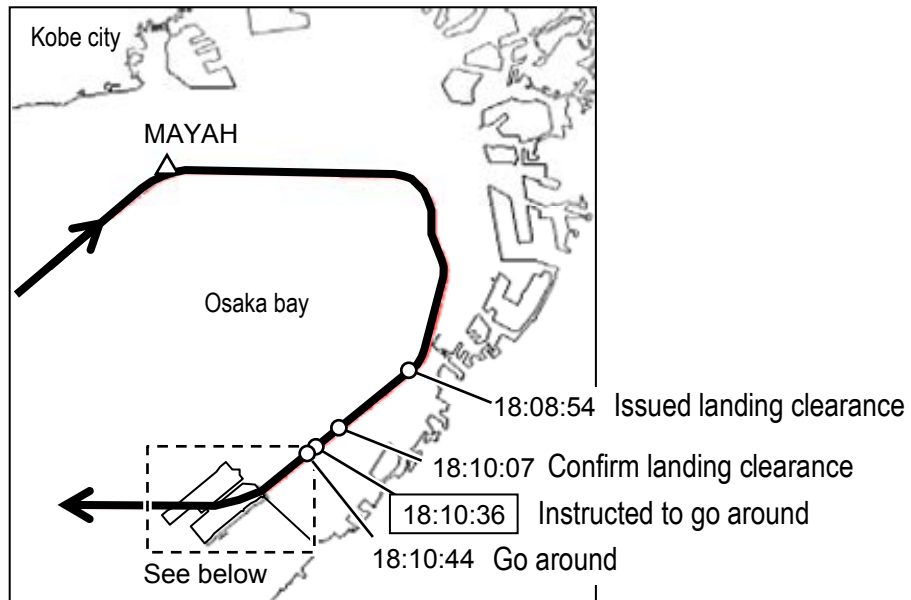 Kobe city
MAYAH
Osaka bay
18:08:54 Issued landing clearance
18:10:07 Confirm landing clearance
18:10:36 Instructed to go around
18:10:44 Go around
See below